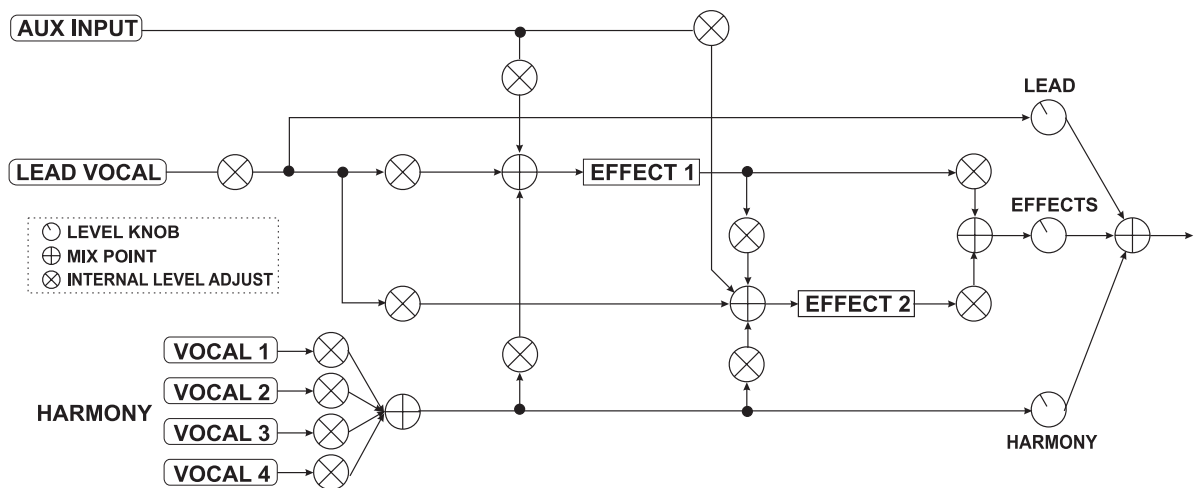 AUX INPUT
LEAD
LEAD VOCAL
EFFECT 1
EFFECTS
LEVEL KNOB
MIX POINT
INTERNAL LEVEL ADJUST
EFFECT 2
VOCAL 1
VOCAL 2
HARMONY
VOCAL 3
HARMONY
VOCAL 4